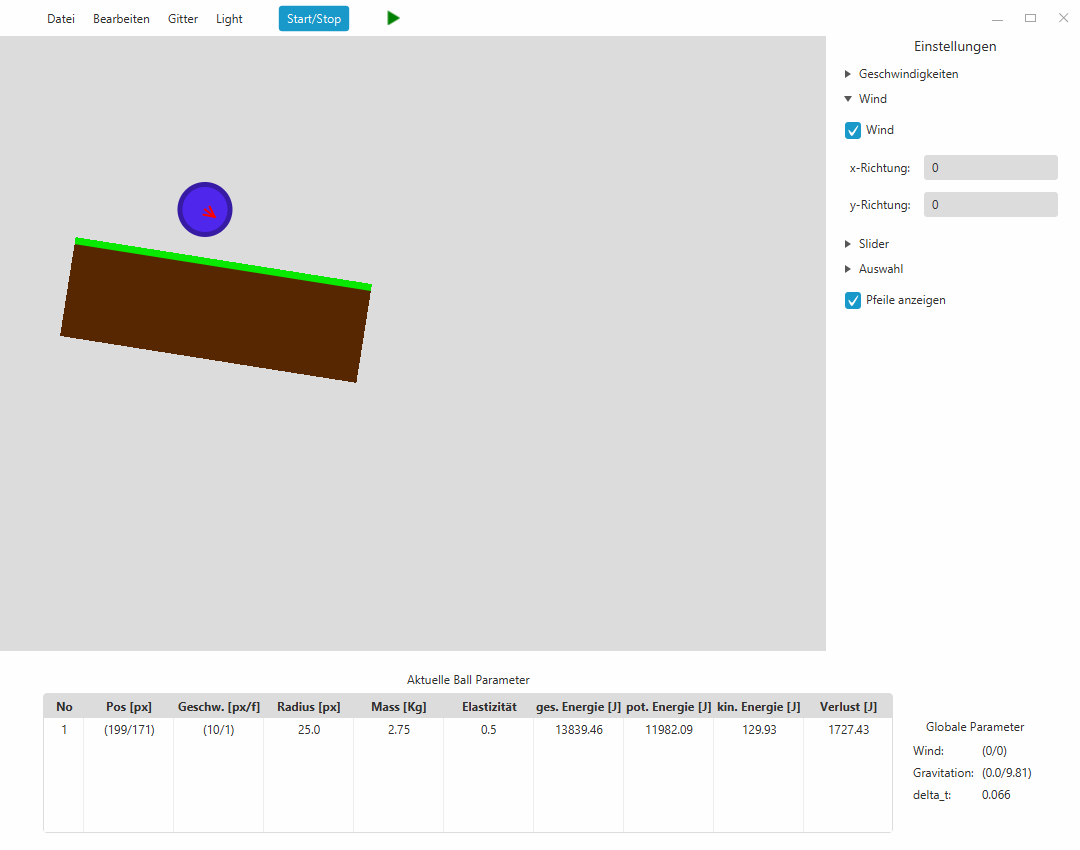 Datei Bearbeiten Gitter Light Start/Stop
Einstellungen
Geschwindigkeiten
Wind
Wind
x-Richtung: 0
y-Richtung: 0
Slider
Auswahl
Pfeile anzeigen
Aktuelle Ball Parameter
No Pos [px] Geschw. [px/f] Radius [px] Mass [Kg] Elastizität ges. Energie [J] pot. Energie [J] kin. Energie [J] Verlust [J]
1 (199/171) (10/1) 25.0 2.75 0.5 13839.46 11982.09 129.93 1727.43
Globale Parameter
Wind: (0/0)
Gravitation: (0.0/9.81)
delta_t: 0.066